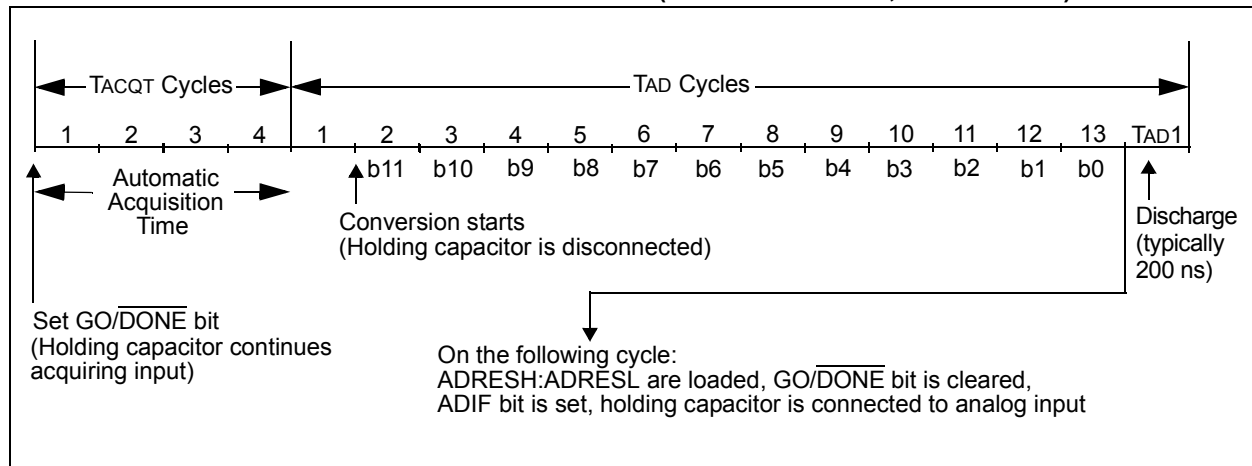 TACQT Cycles
TAD Cycles
1 2 3 4 1 2 3 4 5 6 7 8 9 10 11 12 13 TAD1
b11 b10 b9 b8 b7 b6 b5 b4 b3 b2 b1 b0
Automatic
Acquisition
Time
Conversion starts
(Holding capacitor is disconnected)
Discharge
(typically
200 ns)
Set GO/DONE bit
(Holding capacitor continues
acquiring input)
On the following cycle:
ADRESH:ADRESL are loaded, GO/DONE bit is cleared,
ADIF bit is set, holding capacitor is connected to analog input